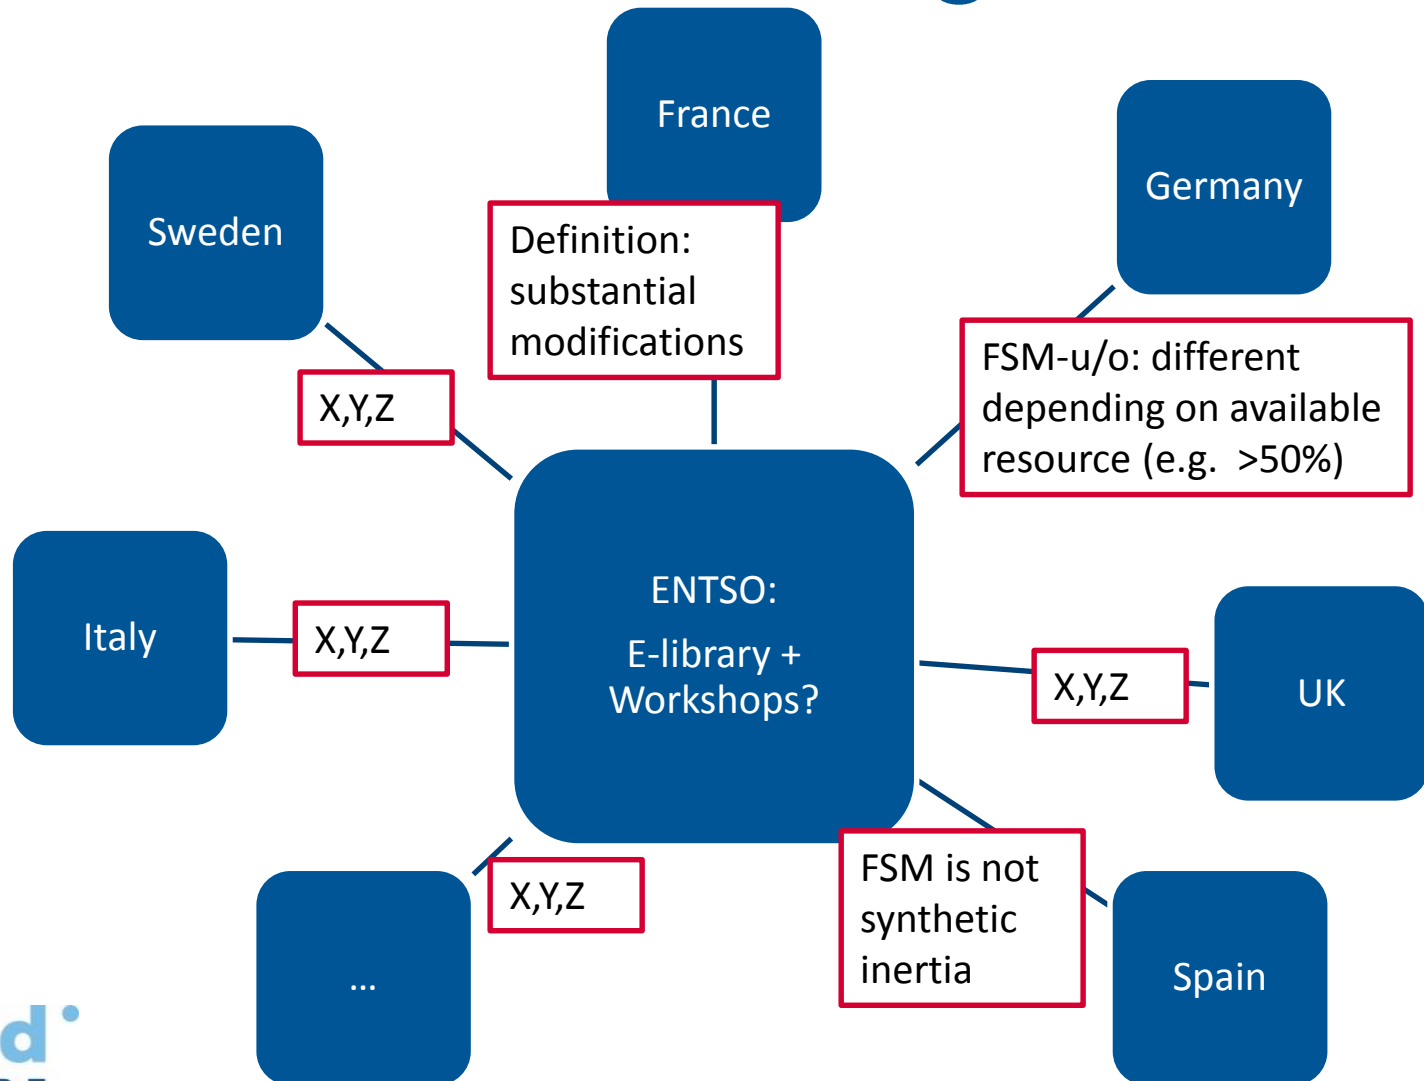 France
Germany
Sweden
Definition:
substantial
modifications
FSM-u/o: different
depending on available
resource (e.g. >50%)
X,Y,Z
ENTSO:
E-library +
Workshops?
Italy
X,Y,Z
X,Y,Z
UK
X,Y,Z
FSM is not
synthetic
inertia
...
Spain
d